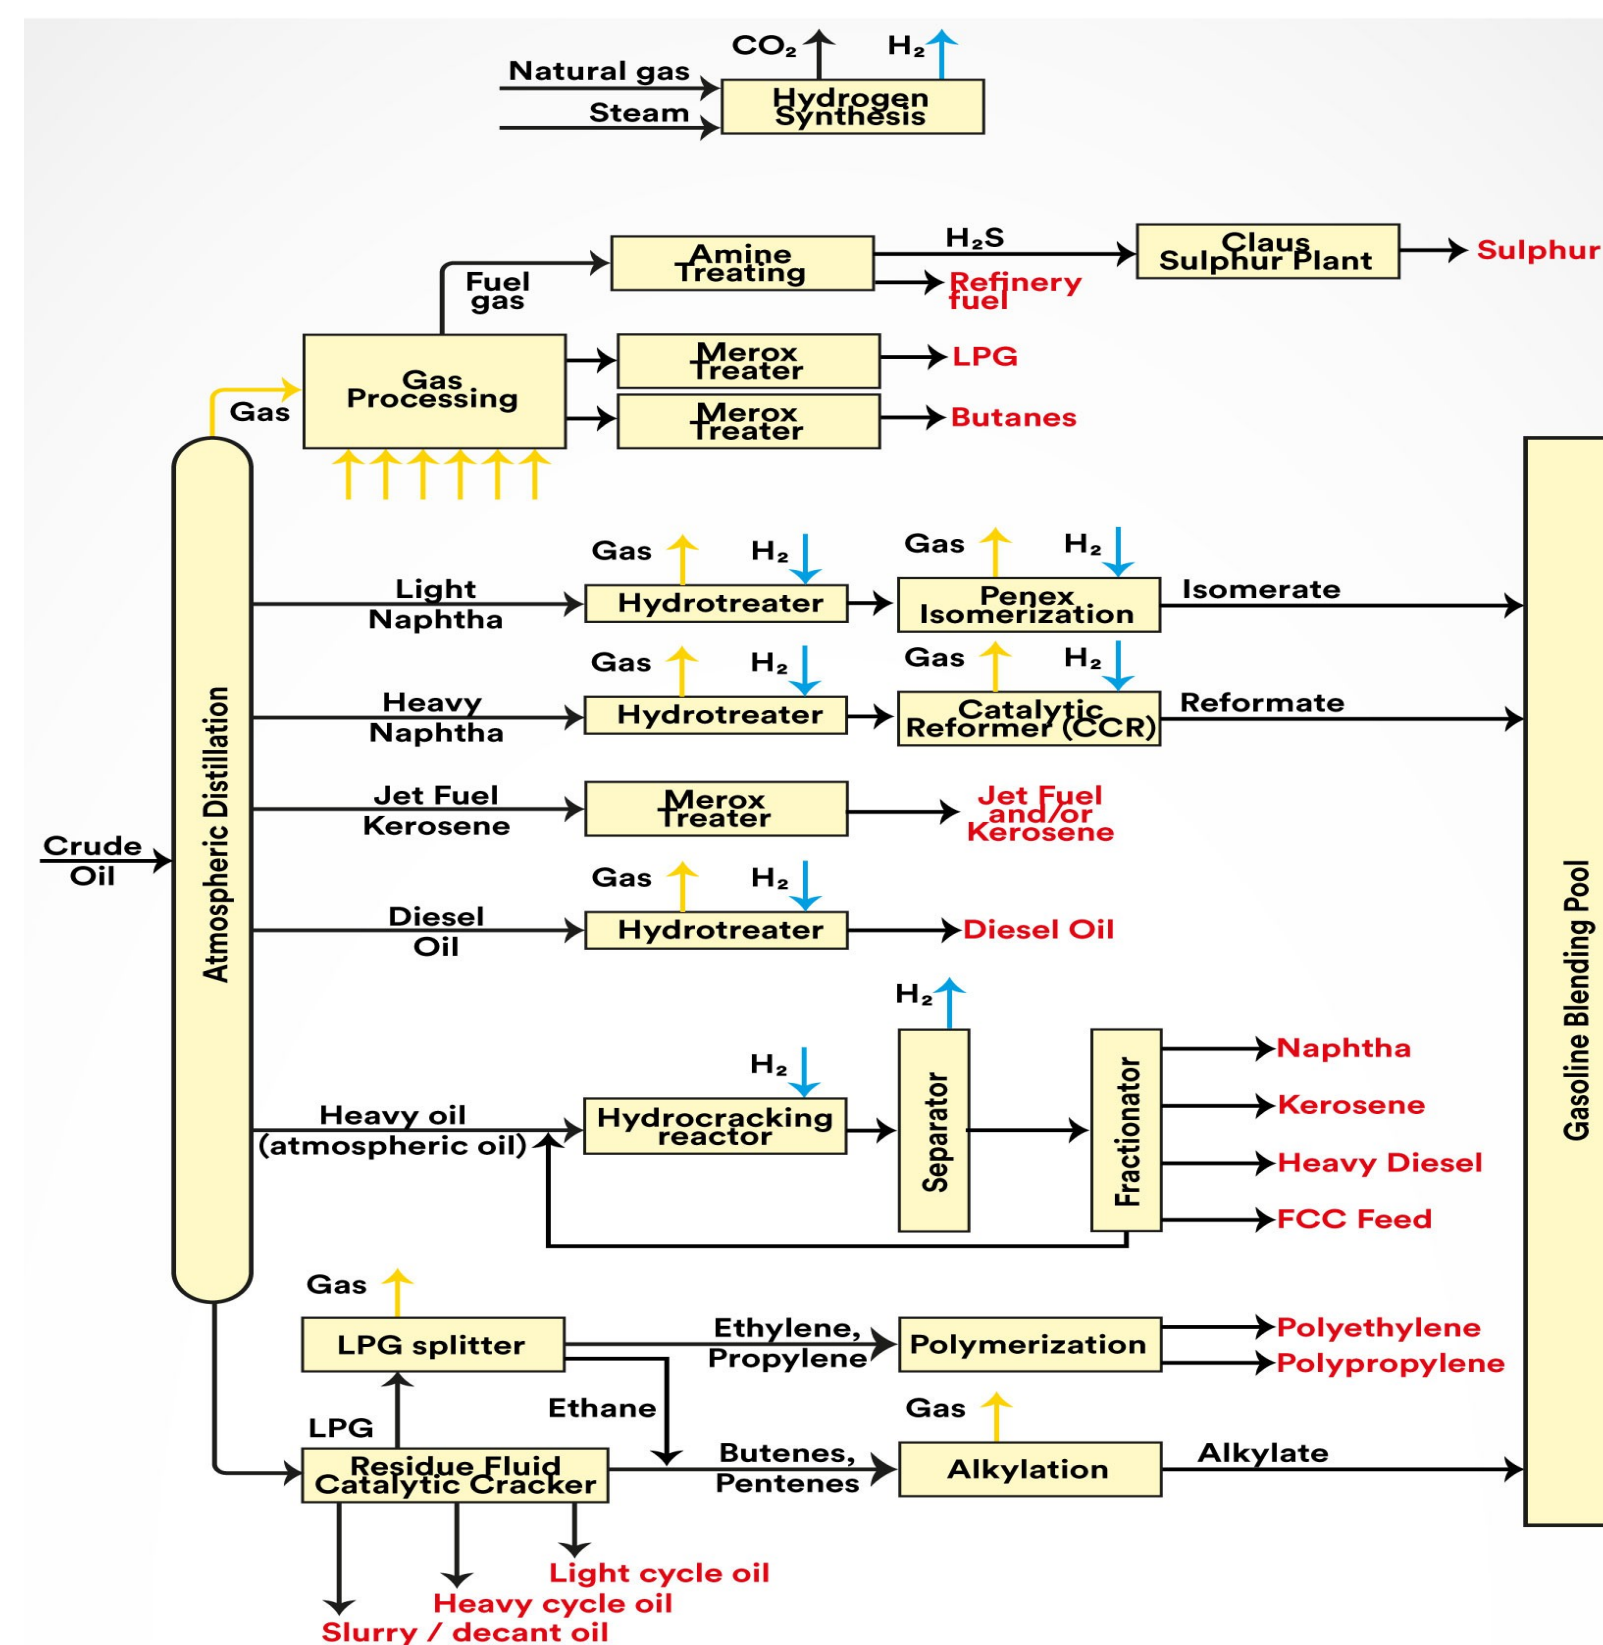 CO₂
H₂
Natural gas
Steam
Hydrogen
Synthesis
Fuel
gas
Amine
Treating
H₂S
Refinery
fuel
Claus
Sulphur Plant
Sulphur
Gas
Gas
Processing
Merox
Treater
LPG
Merox
Treater
Butanes
Crude
Oil
Atmospheric Distillation
Light
Naphtha
Gas
H₂
Hydrotreater
Gas
H₂
Penex
Isomerization
Isomerate
Heavy
Naphtha
Gas
H₂
Hydrotreater
Gas
H₂
Catalytic
Reformer (CCR)
Reformate
Jet Fuel
Kerosene
Merox
Treater
Jet Fuel
and/or
Kerosene
Diesel
Oil
Gas
H₂
Hydrotreater
Diesel Oil
Heavy oil
(atmospheric oil)
H₂
Hydrocracking
reactor
H₂
Separator
Fractionator
Naphtha
Kerosene
Heavy Diesel
FCC Feed
Gasoline Blending Pool
Gas
LPG splitter
Ethylene,
Propylene
Polymerization
Polyethylene
Polypropylene
Ethane
LPG
Residue Fluid
Catalytic Cracker
Butenes,
Pentenes
Gas
Alkylation
Alkylate
Light cycle oil
Heavy cycle oil
Slurry / decant oil